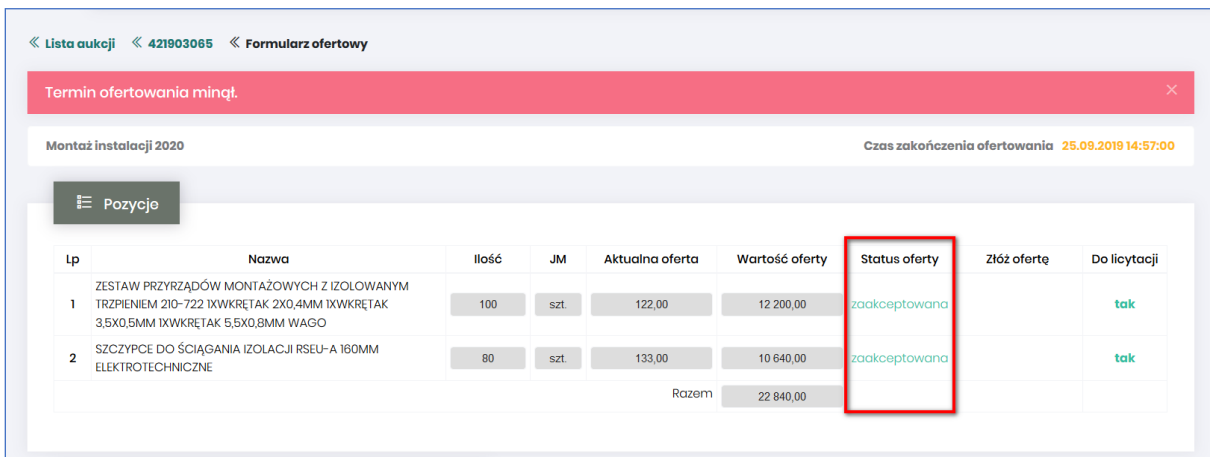 « Lista aukcji « 421903065 « Formularz ofertowy
Termin ofertowania minął. ×
Montaż instalacji 2020 Czas zakończenia ofertowania 25.09.2019 14:57:00
Pozycje
Lp Nazwa Ilość JM Aktualna oferta Wartość oferty Status oferty Złóż ofertę Do licytacji
ZESTAW PRZYRZĄDÓW MONTAŻOWYCH Z IZOLOWANYM
1 TRZPIENIEM 210-722 1XWKRĘTAK 2X0,4MM 1XWKRĘTAK 100 szt. 122,00 12 200,00 zaakceptowana tak
3,5X0,5MM 1XWKRĘTAK 5,5X0,8MM WAGO
2 SZCZYPCE DO ŚCIĄGANIA IZOLACJI RSEU-A 160MM 80 szt. 133,00 10 640,00 zaakceptowana tak
ELEKTROTECHNICZNE
Razem 22 840,00